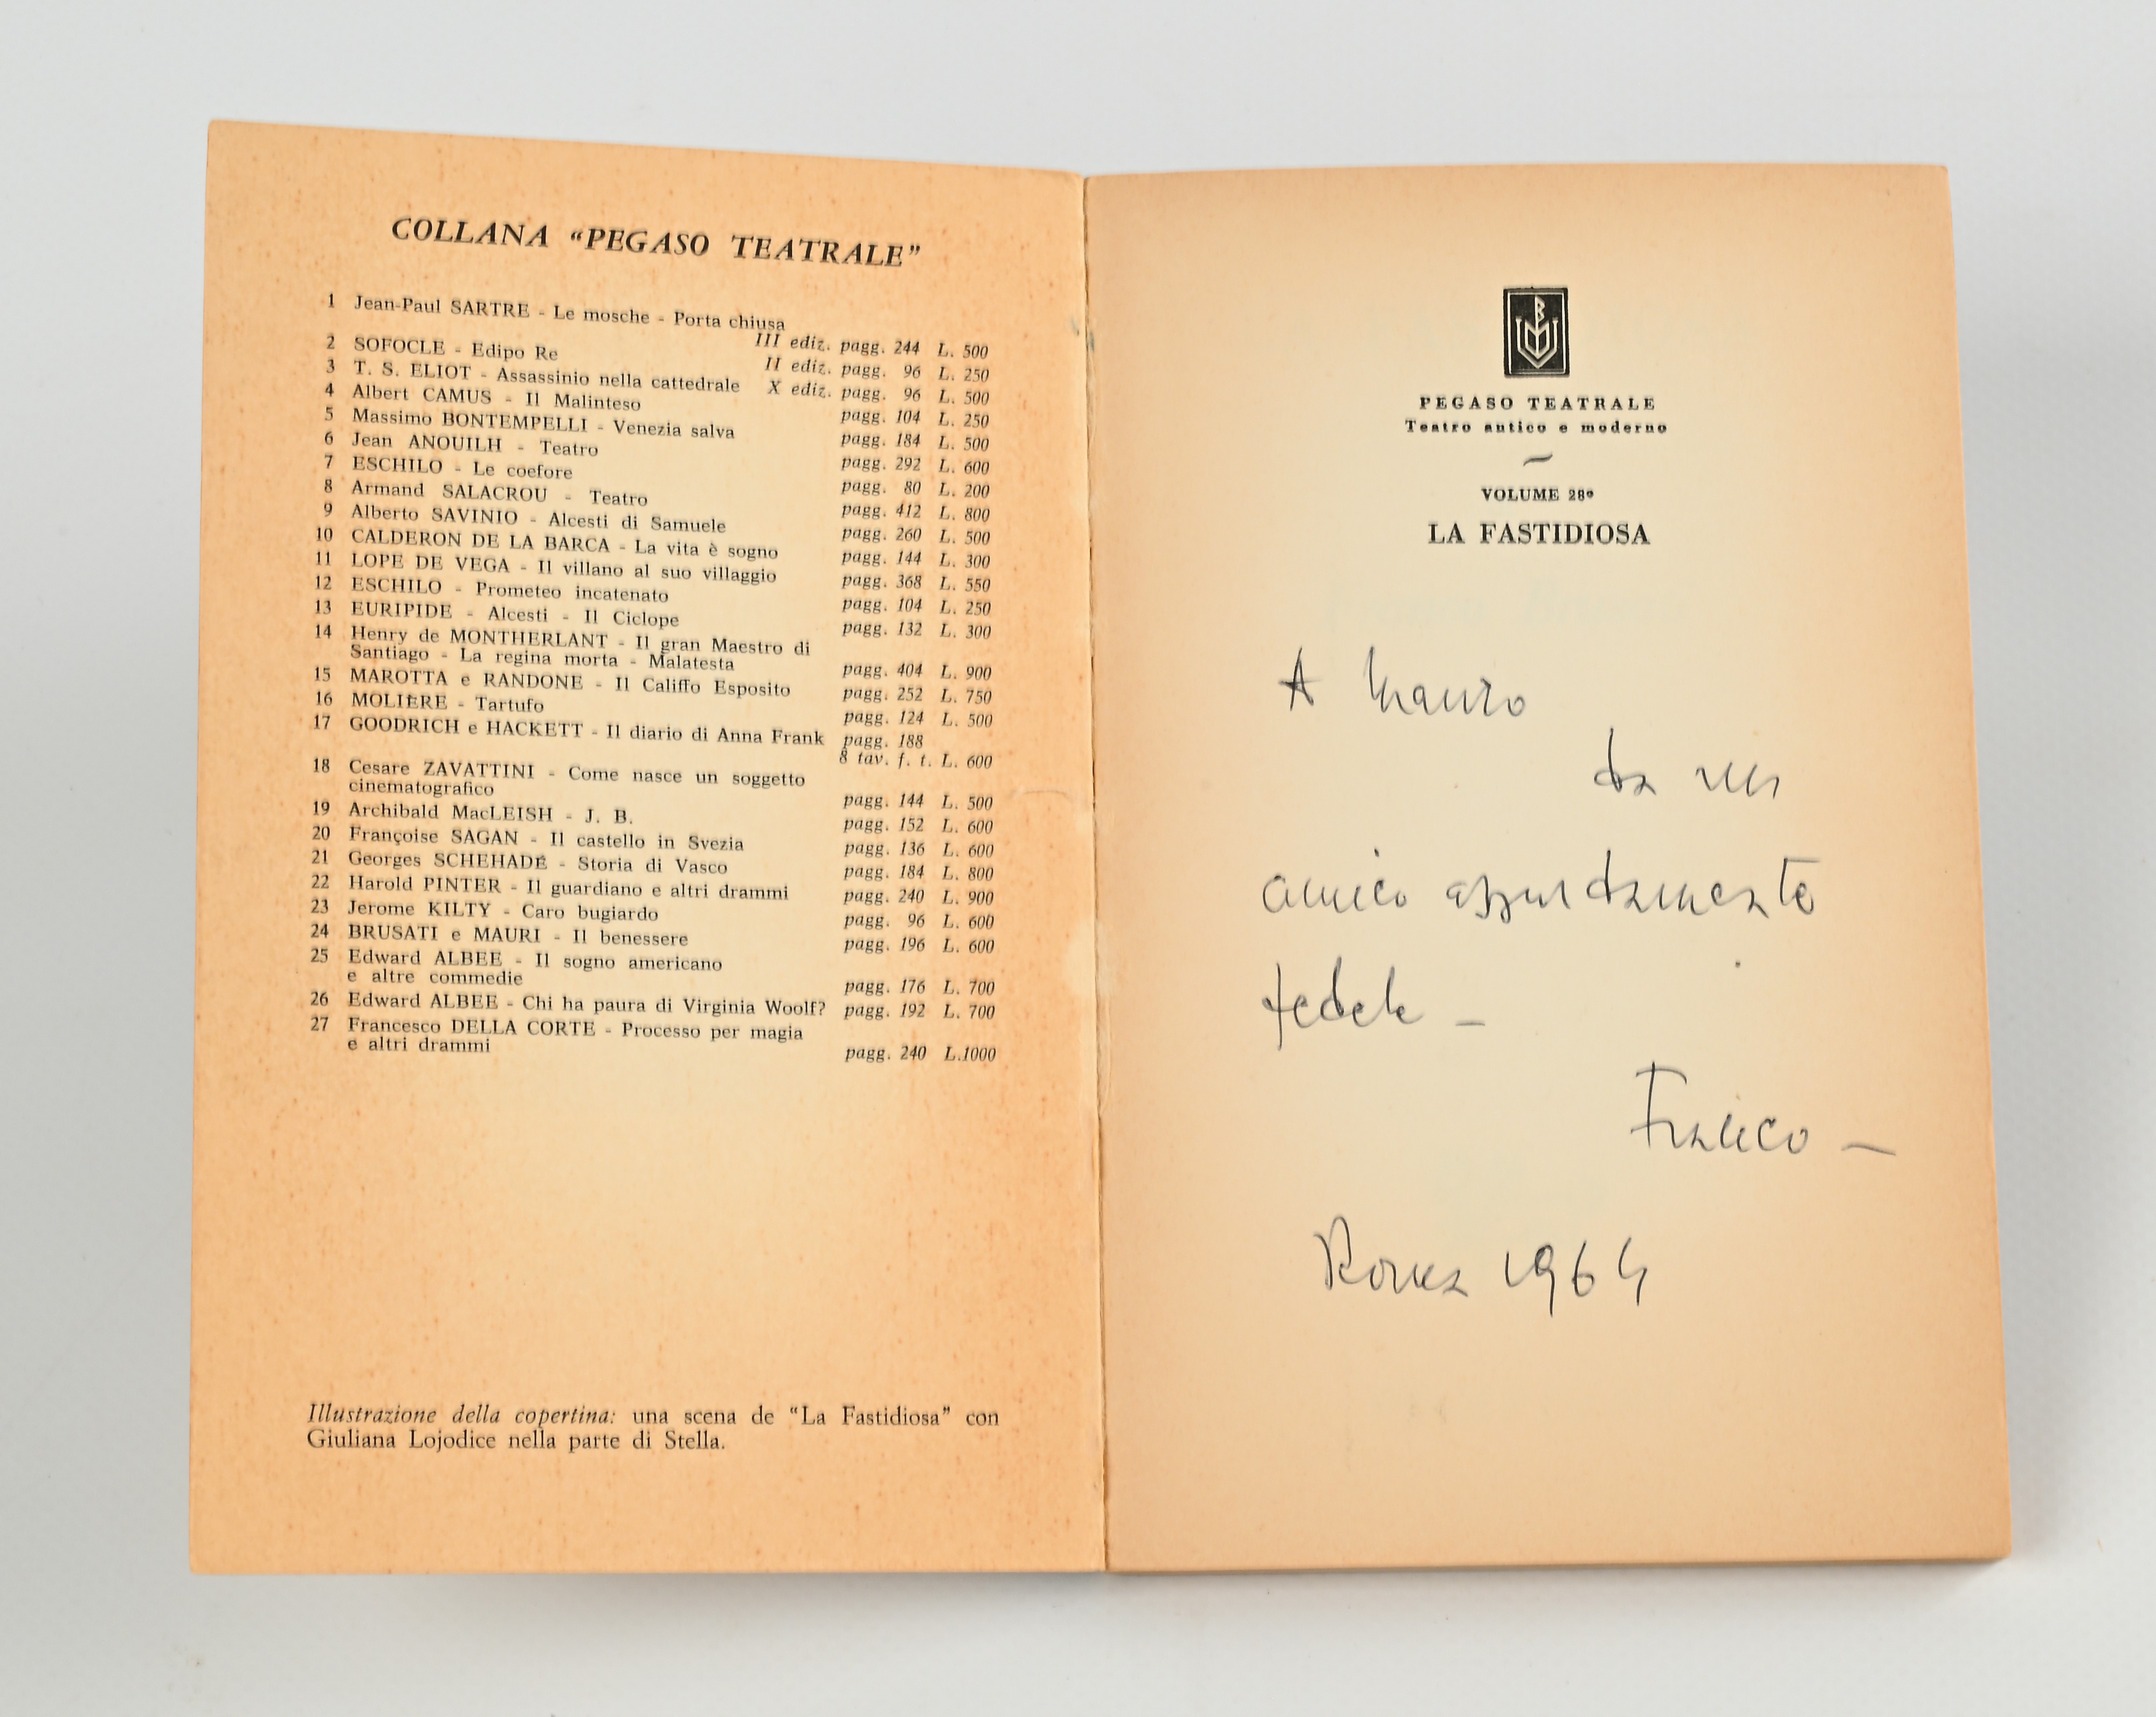 COLLANA “PEGASO TEATRALE”
1 Jean-Paul SARTRE - Le mosche - Porta chiusa
III ediz. pagg. 244 L. 500
2 SOFOCLE - Edipo Re II ediz. pagg. 96 L. 250
3 T. S. ELIOT - Assassinio nella cattedrale X ediz. pagg. 96 L. 500
4 Albert CAMUS - Il Malinteso pagg. 104 L. 250
5 Massimo BONTEMPELLI - Venezia salva pagg. 184 L. 500
6 Jean ANOUILH - Teatro pagg. 292 L. 600
7 ESCHILO - Le coefore pagg. 80 L. 200
8 Armand SALACROU - Teatro pagg. 412 L. 800
9 Alberto SAVINIO - Alcesti di Samuele pagg. 260 L. 500
10 CALDERON DE LA BARCA - La vita è sogno pagg. 144 L. 300
11 LOPE DE VEGA - Il villano al suo villaggio pagg. 368 L. 550
12 ESCHILO - Prometeo incatenato pagg. 104 L. 250
13 EURIPIDE - Alcesti - Il Ciclope pagg. 132 L. 300
14 Henry de MONTHERLANT - Il gran Maestro di
Santiago - La regina morta - Malatesta pagg. 404 L. 900
15 MAROTTA e RANDONE - Il Califfo Esposito pagg. 252 L. 750
16 MOLIÈRE - Tartufo pagg. 124 L. 500
17 GOODRICH e HACKETT - Il diario di Anna Frank pagg. 188
8 tav. f. t. L. 600
18 Cesare ZAVATTINI - Come nasce un soggetto
cinematografico pagg. 144 L. 500
19 Archibald MacLEISH - J. B. pagg. 152 L. 600
20 Françoise SAGAN - Il castello in Svezia pagg. 136 L. 600
21 Georges SCHEHADÉ - Storia di Vasco pagg. 184 L. 800
22 Harold PINTER - Il guardiano e altri drammi pagg. 240 L. 900
23 Jerome KILTY - Caro bugiardo pagg. 96 L. 600
24 BRUSATI e MAURI - Il benessere pagg. 196 L. 600
25 Edward ALBEE - Il sogno americano
e altre commedie pagg. 176 L. 700
26 Edward ALBEE - Chi ha paura di Virginia Woolf? pagg. 192 L. 700
27 Francesco DELLA CORTE - Processo per magia
e altri drammi pagg. 240 L.1000
Illustrazione della copertina: una scena de “La Fastidiosa” con
Giuliana Lojodice nella parte di Stella.
B
PEGASO TEATRALE
Teatro antico e moderno
VOLUME 28º
LA FASTIDIOSA
A Mauro
da un
amico assurdamente
fedele –
Franco –
Roma 1964